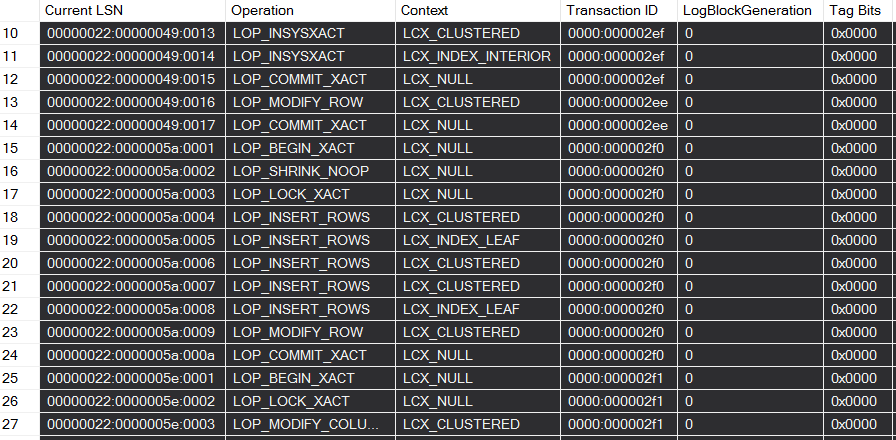 Current LSN Operation Context Transaction ID LogBlockGeneration Tag Bits
10 00000022:00000049:0013 LOP_INSYSXACT LCX_CLUSTERED 0000:000002ef 0 0x0000
11 00000022:00000049:0014 LOP_INSYSXACT LCX_INDEX_INTERIOR 0000:000002ef 0 0x0000
12 00000022:00000049:0015 LOP_COMMIT_XACT LCX_NULL 0000:000002ef 0 0x0000
13 00000022:00000049:0016 LOP_MODIFY_ROW LCX_CLUSTERED 0000:000002ee 0 0x0000
14 00000022:00000049:0017 LOP_COMMIT_XACT LCX_NULL 0000:000002ee 0 0x0000
15 00000022:0000005a:0001 LOP_BEGIN_XACT LCX_NULL 0000:000002f0 0 0x0000
16 00000022:0000005a:0002 LOP_SHRINK_NOOP LCX_NULL 0000:000002f0 0 0x0000
17 00000022:0000005a:0003 LOP_LOCK_XACT LCX_NULL 0000:000002f0 0 0x0000
18 00000022:0000005a:0004 LOP_INSERT_ROWS LCX_CLUSTERED 0000:000002f0 0 0x0000
19 00000022:0000005a:0005 LOP_INSERT_ROWS LCX_INDEX_LEAF 0000:000002f0 0 0x0000
20 00000022:0000005a:0006 LOP_INSERT_ROWS LCX_CLUSTERED 0000:000002f0 0 0x0000
21 00000022:0000005a:0007 LOP_INSERT_ROWS LCX_CLUSTERED 0000:000002f0 0 0x0000
22 00000022:0000005a:0008 LOP_INSERT_ROWS LCX_INDEX_LEAF 0000:000002f0 0 0x0000
23 00000022:0000005a:0009 LOP_MODIFY_ROW LCX_CLUSTERED 0000:000002f0 0 0x0000
24 00000022:0000005a:000a LOP_COMMIT_XACT LCX_NULL 0000:000002f0 0 0x0000
25 00000022:0000005e:0001 LOP_BEGIN_XACT LCX_NULL 0000:000002f1 0 0x0000
26 00000022:0000005e:0002 LOP_LOCK_XACT LCX_NULL 0000:000002f1 0 0x0000
27 00000022:0000005e:0003 LOP_MODIFY_COLU... LCX_CLUSTERED 0000:000002f1 0 0x0000